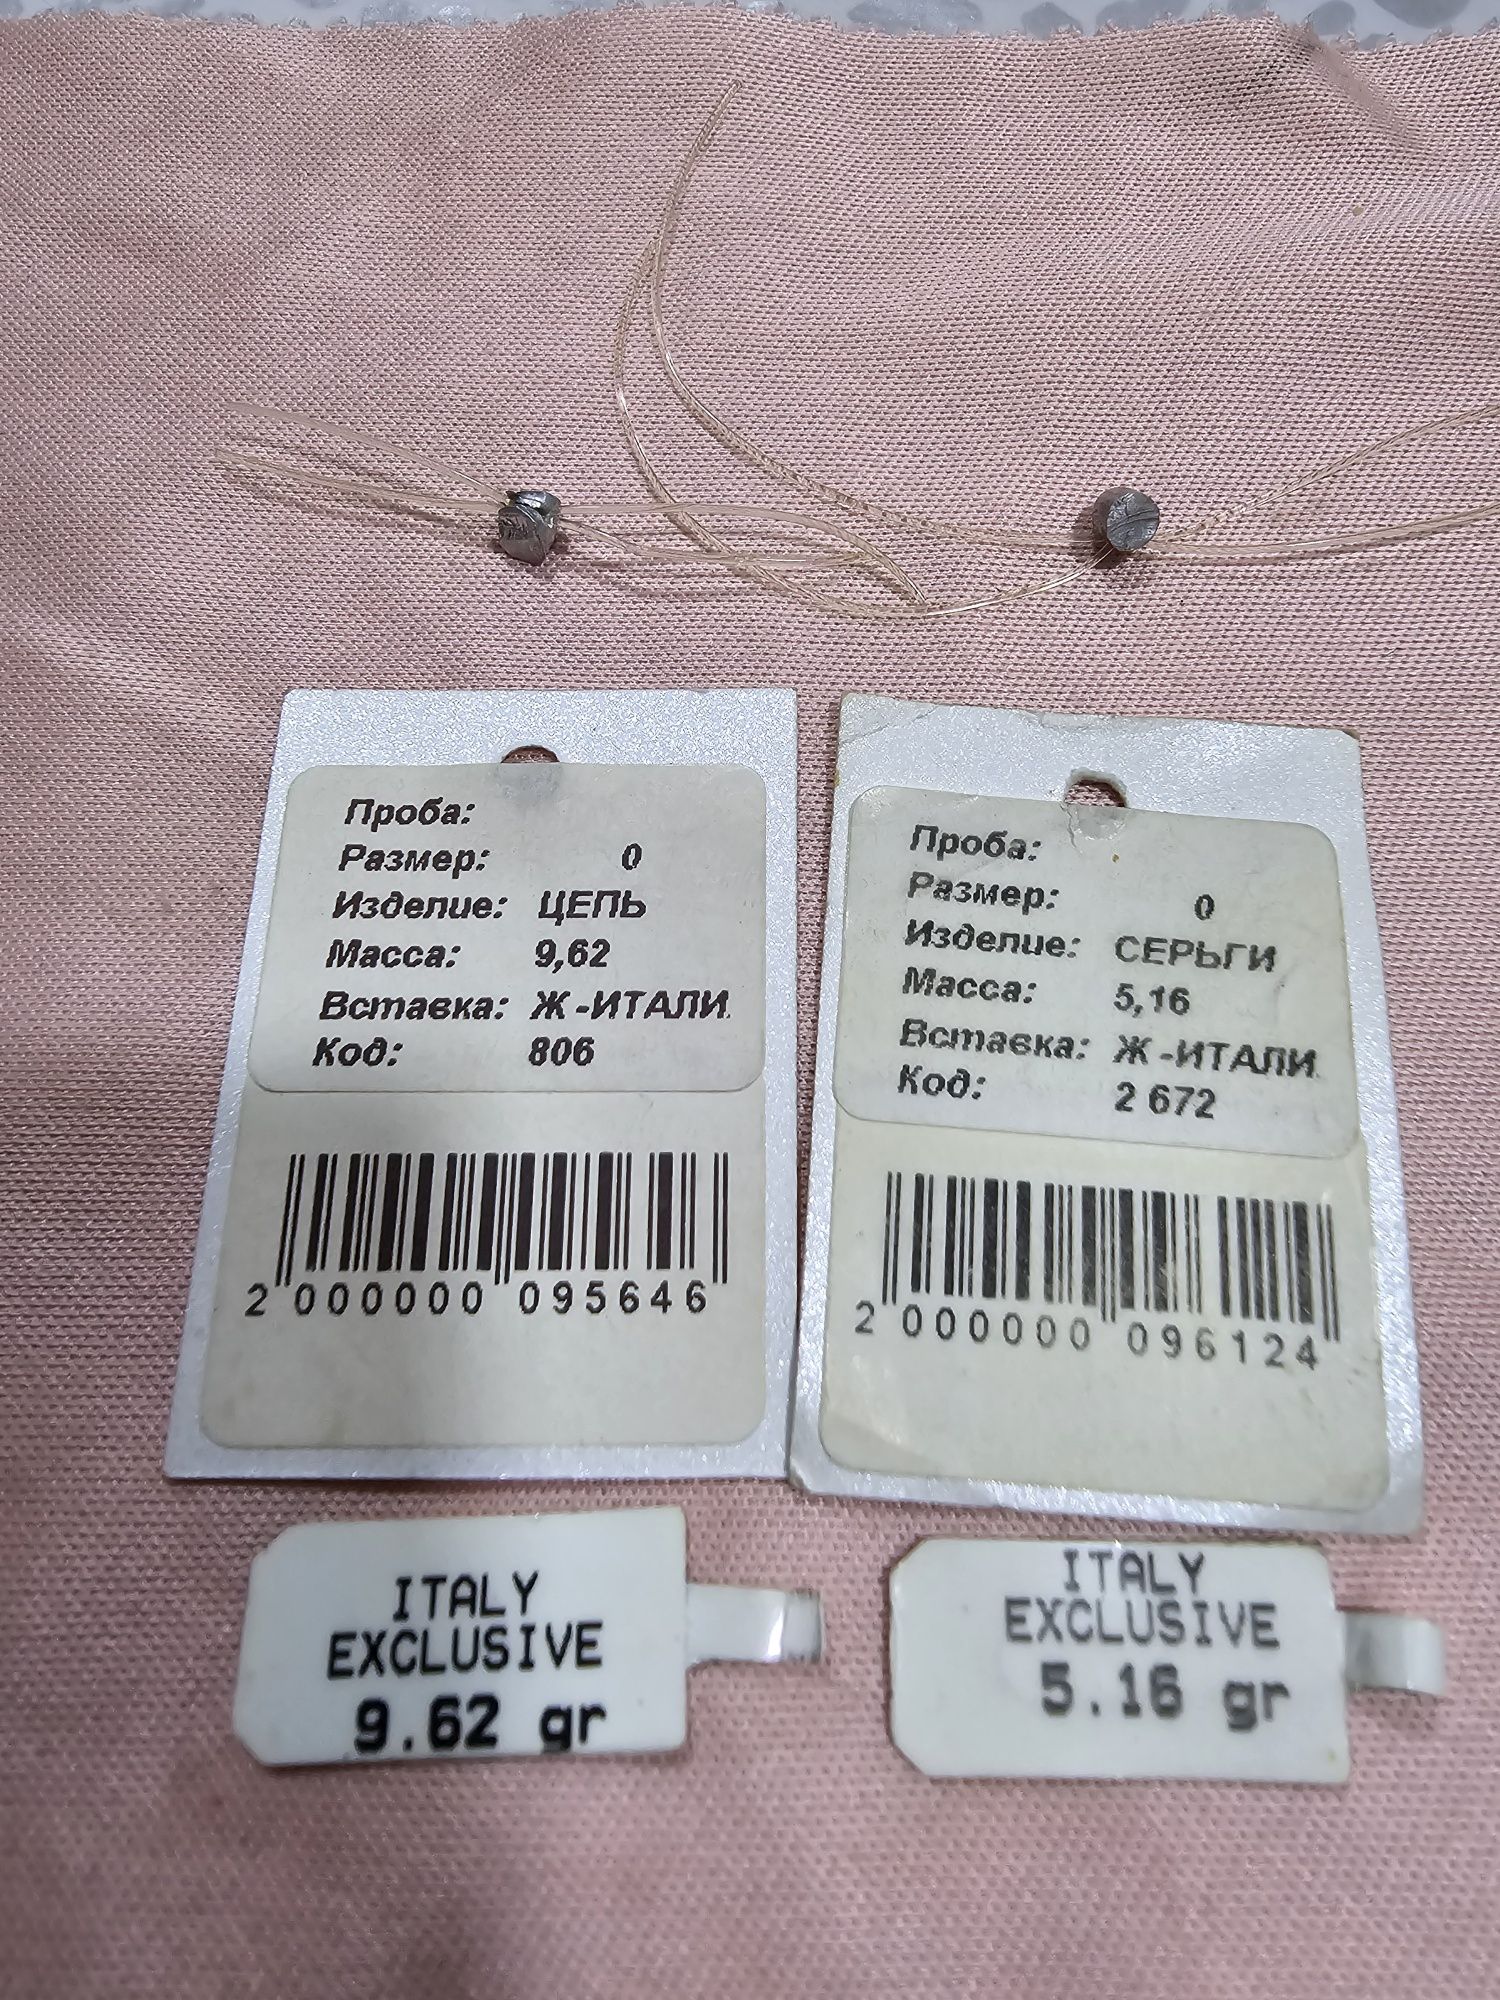 Проба:
Размер: 0
Изделие: ЦЕПЬ
Масса: 9,62
Вставка: Ж -ИТАЛИ
Код: 806
2 000000 095646
Проба:
Размер: 0
Изделие: СЕРЬГИ
Масса: 5,16
Вставка: Ж -ИТАЛИ
Код: 2 672
2 000000 096124
ITALY
EXCLUSIVE
9.62 gr
ITALY
EXCLUSIVE
5.16 gr